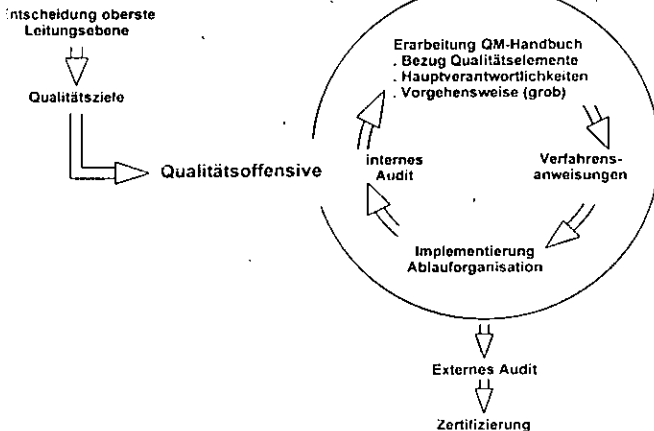 ntscheidung oberste
Leitungsebene
Qualitätsziele
Qualitätsoffensive
Erarbeitung QM-Handbuch
. Bezug Qualitätselemente
. Hauptverantwortlichkeiten
. Vorgehensweise (grob)
internes
Audit
Verfahrens-
anweisungen
Implementierung
Ablauforganisation
Externes Audit
Zertifizierung